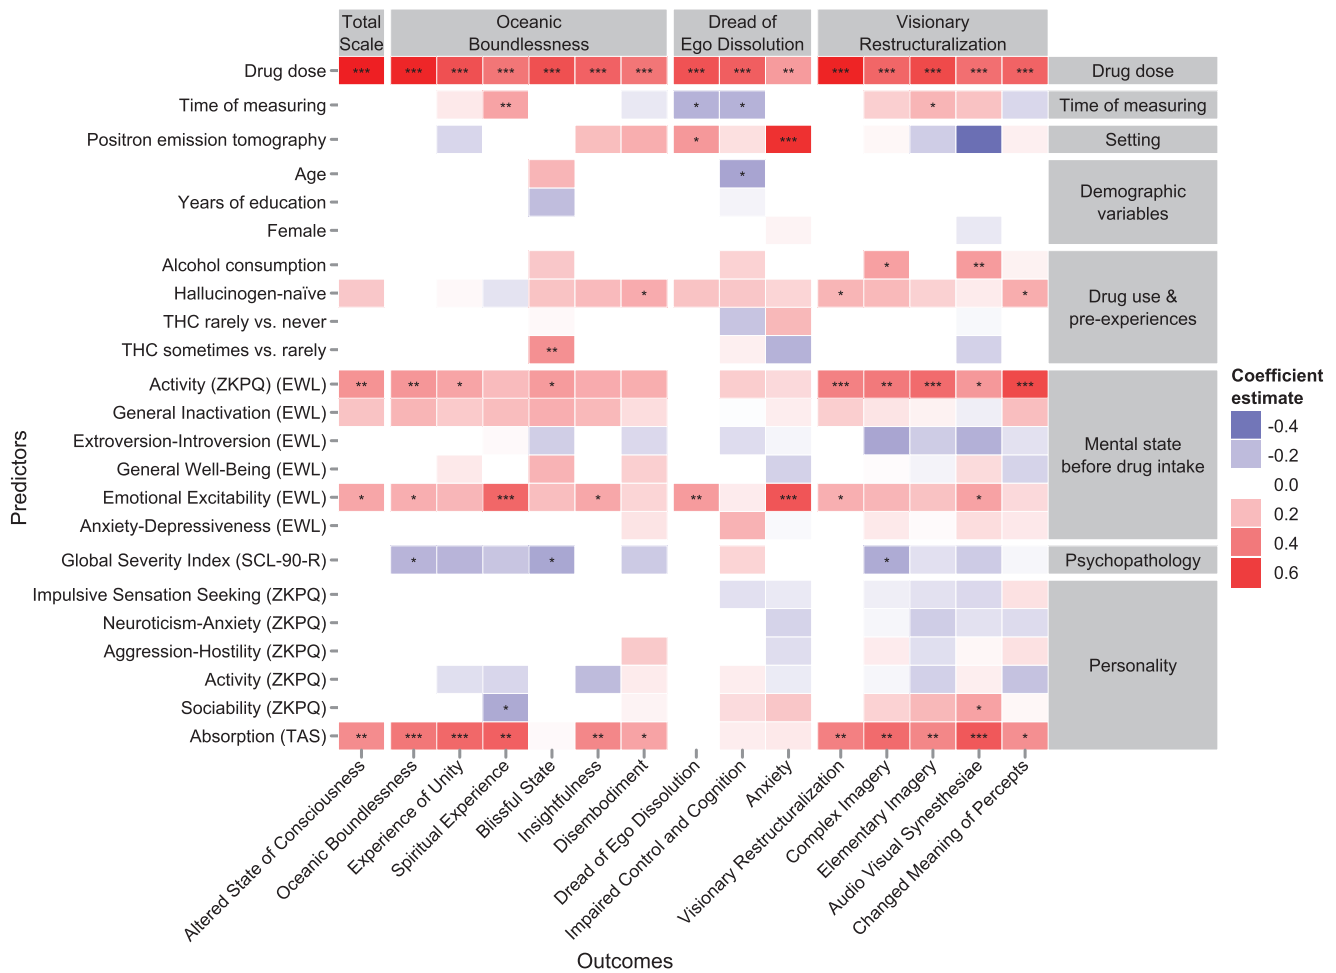 Total
Scale
Oceanic
Boundlessness
Dread of
Ego Dissolution
Visionary
Restructuralization
Drug dose *** *** *** *** *** *** *** *** *** ** *** *** *** *** *** Drug dose
Time of measuring ** * * * Time of measuring
Positron emission tomography * *** Setting
Age *
Years of education
Female
Demographic
variables
Alcohol consumption * **
Hallucinogen-naïve * * *
THC rarely vs. never
THC sometimes vs. rarely **
Drug use &
pre-experiences
Activity (ZKPQ) (EWL) ** ** * * *** ** *** * ***
General Inactivation (EWL)
Extroversion-Introversion (EWL)
General Well-Being (EWL)
Emotional Excitability (EWL) * * *** * ** *** * *
Anxiety-Depressiveness (EWL)
Mental state
before drug intake
Global Severity Index (SCL-90-R) * * * Psychopathology
Impulsive Sensation Seeking (ZKPQ)
Neuroticism-Anxiety (ZKPQ)
Aggression-Hostility (ZKPQ)
Activity (ZKPQ)
Sociability (ZKPQ) * *
Absorption (TAS) ** *** *** ** ** * ** ** ** *** *
Personality
Predictors
Altered State of Consciousness
Oceanic Boundlessness
Experience of Unity
Spiritual Experience
Blissful State
Insightfulness
Disembodiment
Dread of Ego Dissolution
Impaired Control and Cognition
Anxiety
Visionary Restructuralization
Complex Imagery
Elementary Imagery
Audio Visual Synesthesiae
Changed Meaning of Percepts
Outcomes
Coefficient
estimate
-0.4
-0.2
0.0
0.2
0.4
0.6